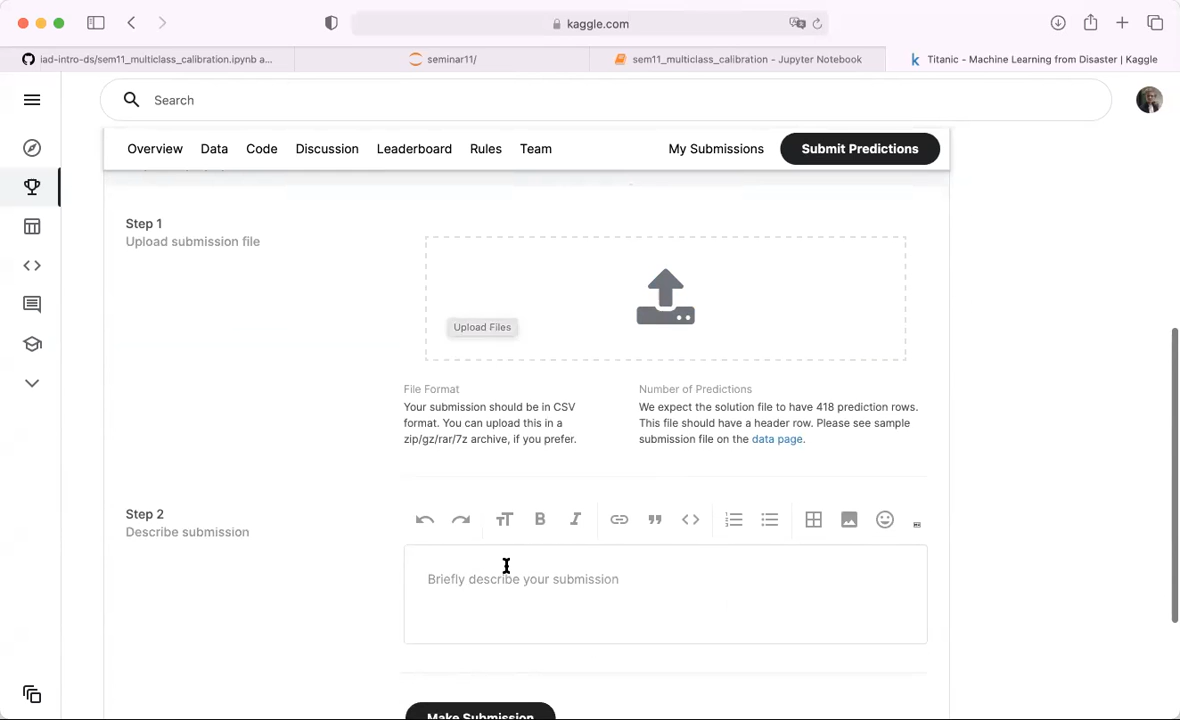 kaggle.com
iad-intro-ds/sem11_multiclass_calibration.ipynb a...
seminar11/
sem11_multiclass_calibration - Jupyter Notebook
Titanic - Machine Learning from Disaster | Kaggle
Search
Overview Data Code Discussion Leaderboard Rules Team My Submissions Submit Predictions
Step 1
Upload submission file
Upload Files
File Format
Your submission should be in CSV
format. You can upload this in a
zip/gz/rar/7z archive, if you prefer.
Number of Predictions
We expect the solution file to have 418 prediction rows.
This file should have a header row. Please see sample
submission file on the data page.
Step 2
Describe submission
Briefly describe your submission
Make Submission